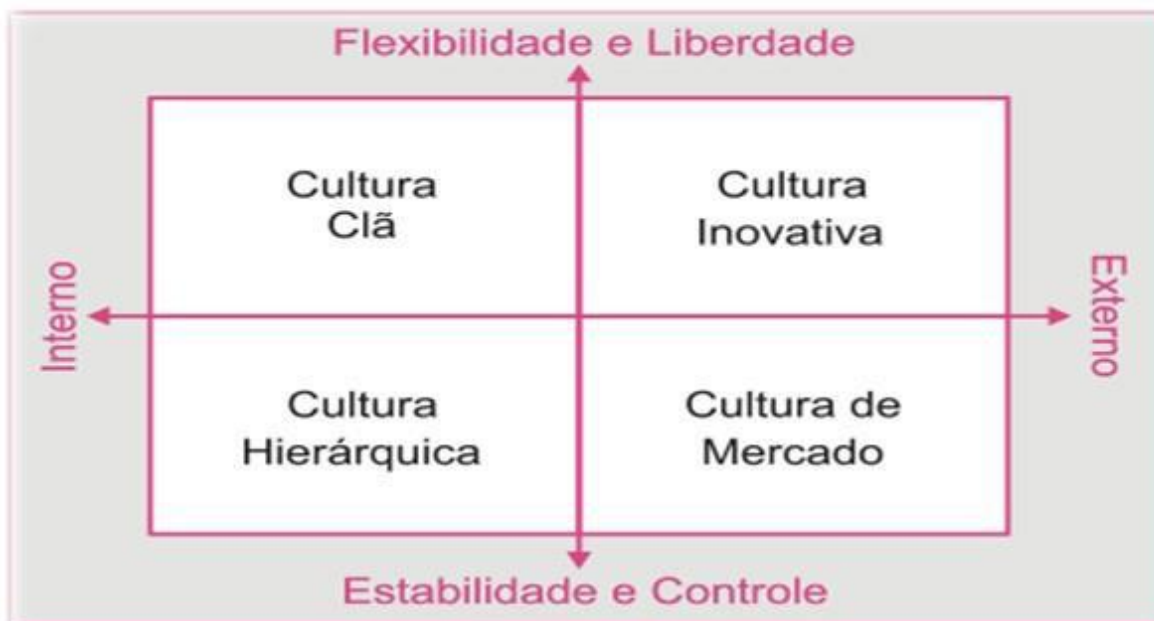 Flexibilidade e Liberdade
Cultura
Clã
Cultura
Inovativa
Interno
Externo
Cultura
Hierárquica
Cultura de
Mercado
Estabilidade e Controle